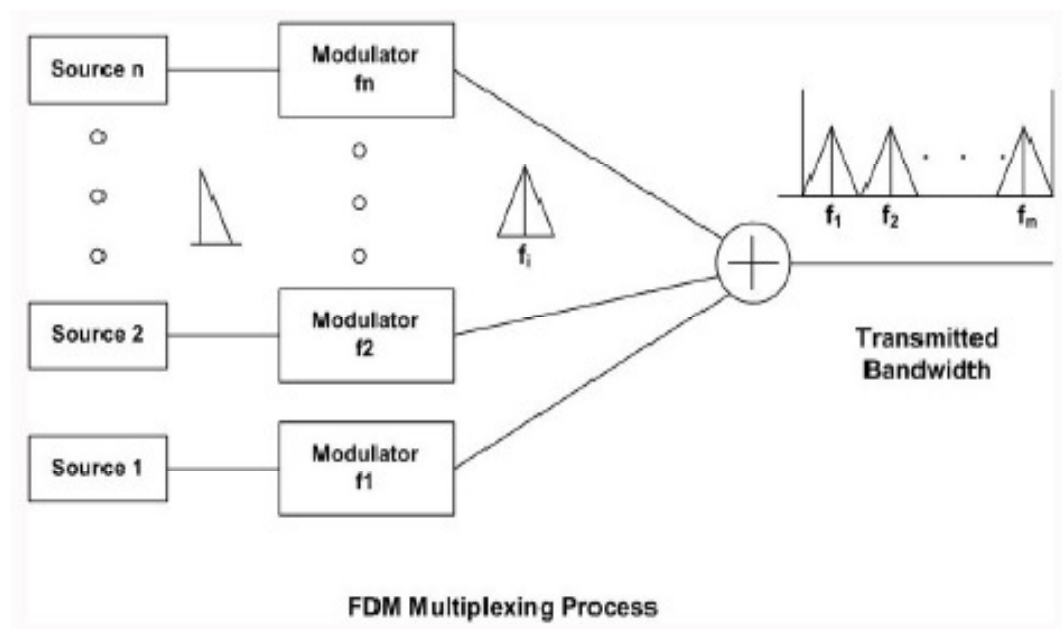 Source n
Modulator
fn
f1 f2 fn
fi
Source 2
Modulator
f2
Transmitted
Bandwidth
Source 1
Modulator
f1
FDM Multiplexing Process